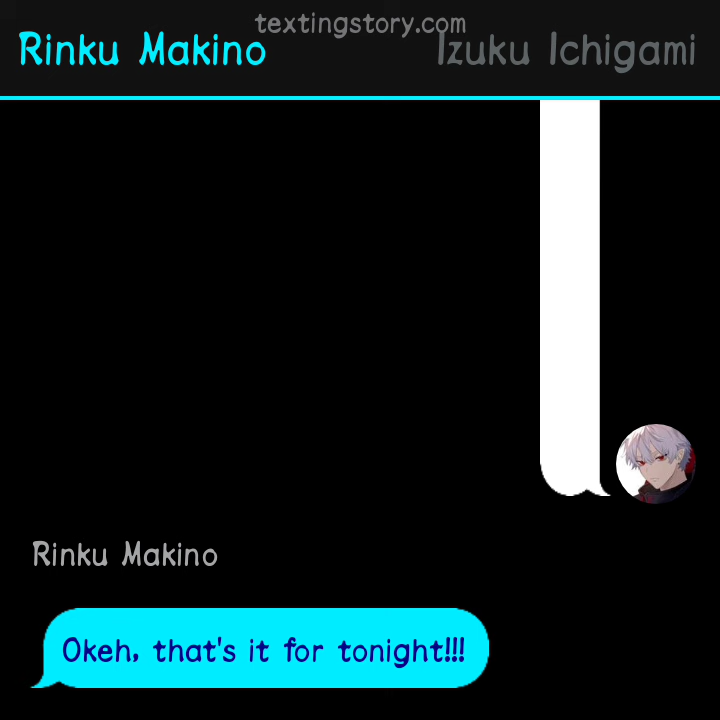 textingstory.com
Rinku Makino Izuku Ichigami
Rinku Makino
Okeh, that's it for tonight!!!